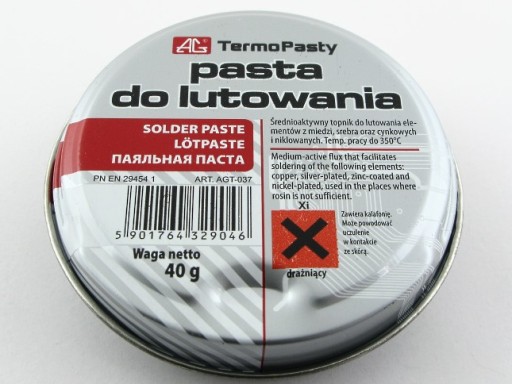 AG TermoPasty
pasta
do lutowania
SOLDER PASTE
LÖTPASTE
ПАЯЛЬНАЯ ПАСТА
PN EN 29454.1 ART. AGT-037
5 901764 329046
Waga netto
40 g
Średnioaktywny topnik do lutowania ele-
mentów z miedzi, srebra oraz cynkowych
i niklowanych. Temp. pracy do 350°C
Medium-active flux that facilitates
soldering of the following elements:
copper, silver-plated, zinc-coated and
nickel-plated, used in the places where
rosin is not sufficient.
Xi
drażniący
Zawiera kalafonię.
Może powodować
uczulenie
w kontakcie
ze skórą.